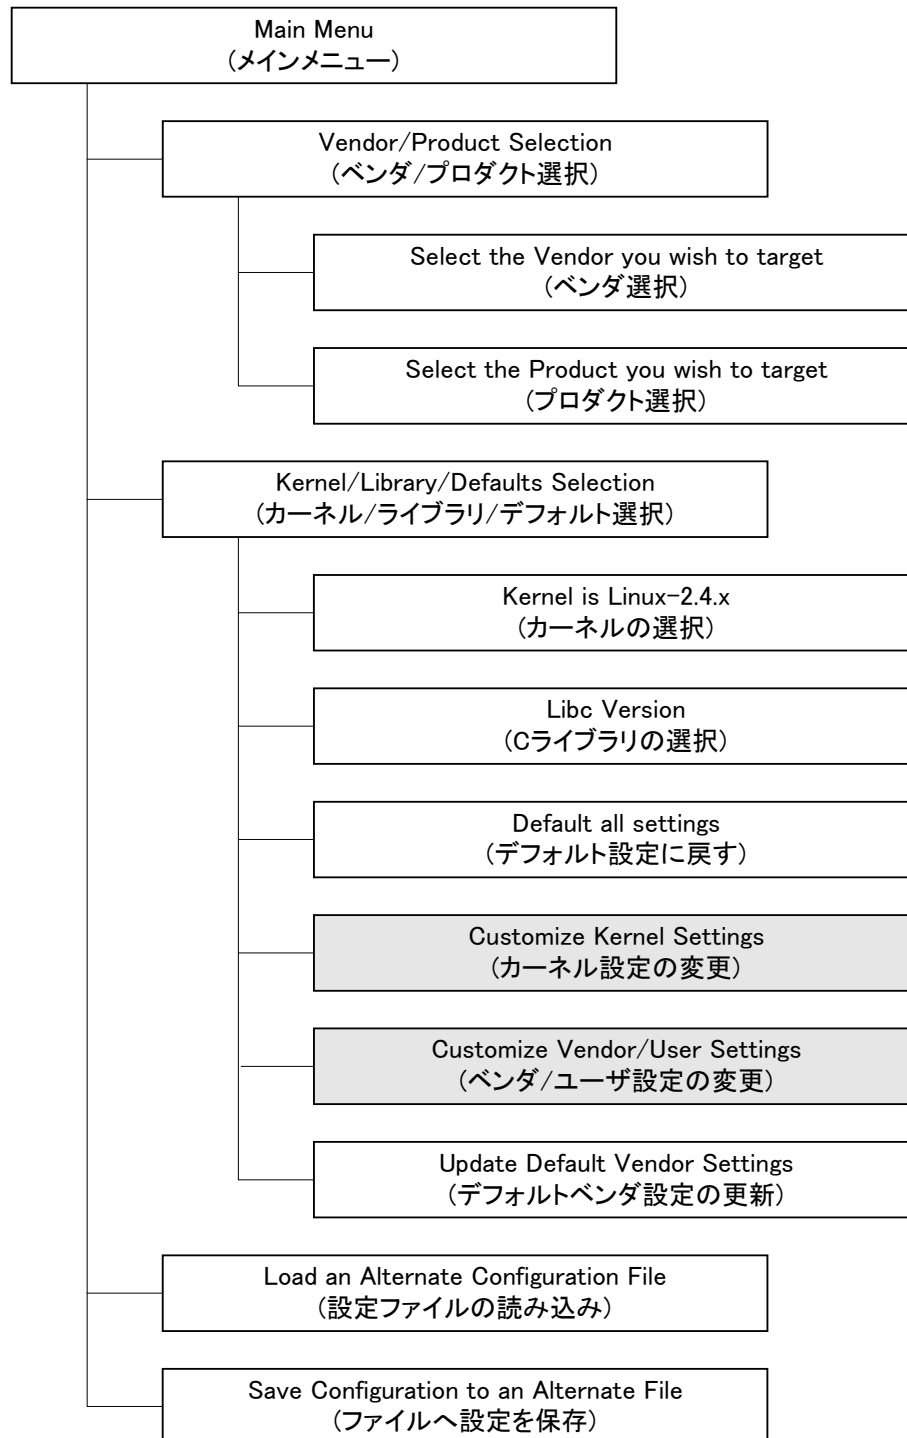 Main Menu
(メインメニュー)
Vendor/Product Selection
(ベンダ/プロダクト選択)
Select the Vendor you wish to target
(ベンダ選択)
Select the Product you wish to target
(プロダクト選択)
Kernel/Library/Defaults Selection
(カーネル/ライブラリ/デフォルト選択)
Kernel is Linux-2.4.x
(カーネルの選択)
Libc Version
(Cライブラリの選択)
Default all settings
(デフォルト設定に戻す)
Customize Kernel Settings
(カーネル設定の変更)
Customize Vendor/User Settings
(ベンダ/ユーザ設定の変更)
Update Default Vendor Settings
(デフォルトベンダ設定の更新)
Load an Alternate Configuration File
(設定ファイルの読み込み)
Save Configuration to an Alternate File
(ファイルへ設定を保存)